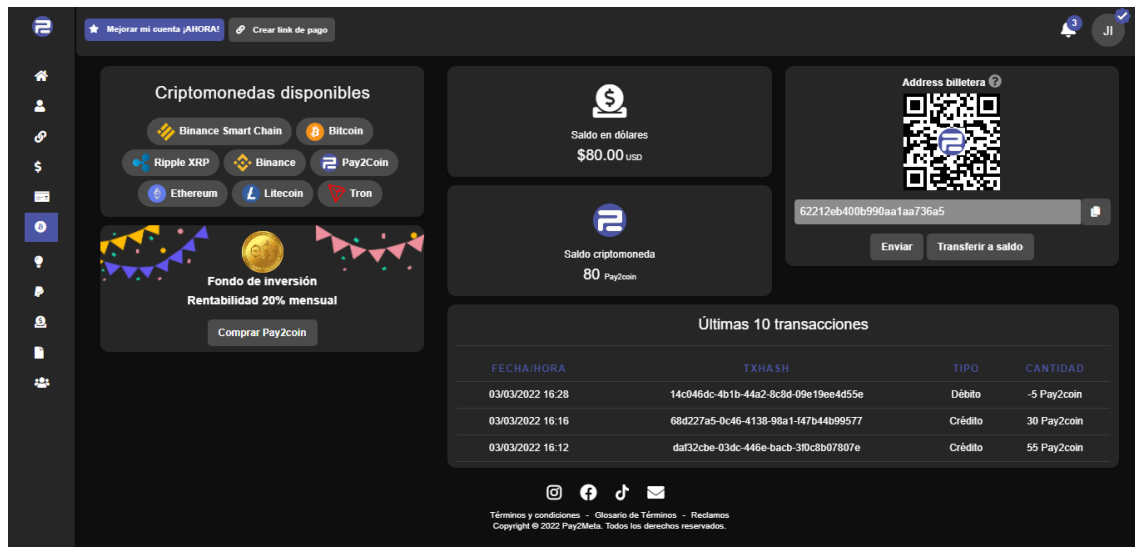 Mejorar mi cuenta ¡AHORA!
Crear link de pago
3
JI
Criptomonedas disponibles
Binance Smart Chain
Bitcoin
Ripple XRP
Binance
Pay2Coin
Ethereum
Litecoin
Tron
Fondo de inversión
Rentabilidad 20% mensual
Comprar Pay2coin
Saldo en dólares
$80.00 USD
Saldo criptomoneda
80 Pay2coin
Address billetera
62212eb400b990aa1aa736a5
Enviar
Transferir a saldo
Últimas 10 transacciones
FECHA/HORA TXHASH TIPO CANTIDAD
03/03/2022 16:28 14c046dc-4b1b-44a2-8c8d-09e19ee4d55e Débito -5 Pay2coin
03/03/2022 16:16 68d227a5-0c46-4138-98a1-f47b44b99577 Crédito 30 Pay2coin
03/03/2022 16:12 daf32cbe-03dc-446e-bacb-3f0c8b07807e Crédito 55 Pay2coin
Términos y condiciones - Glosario de Términos - Reclamos
Copyright © 2022 Pay2Meta. Todos los derechos reservados.